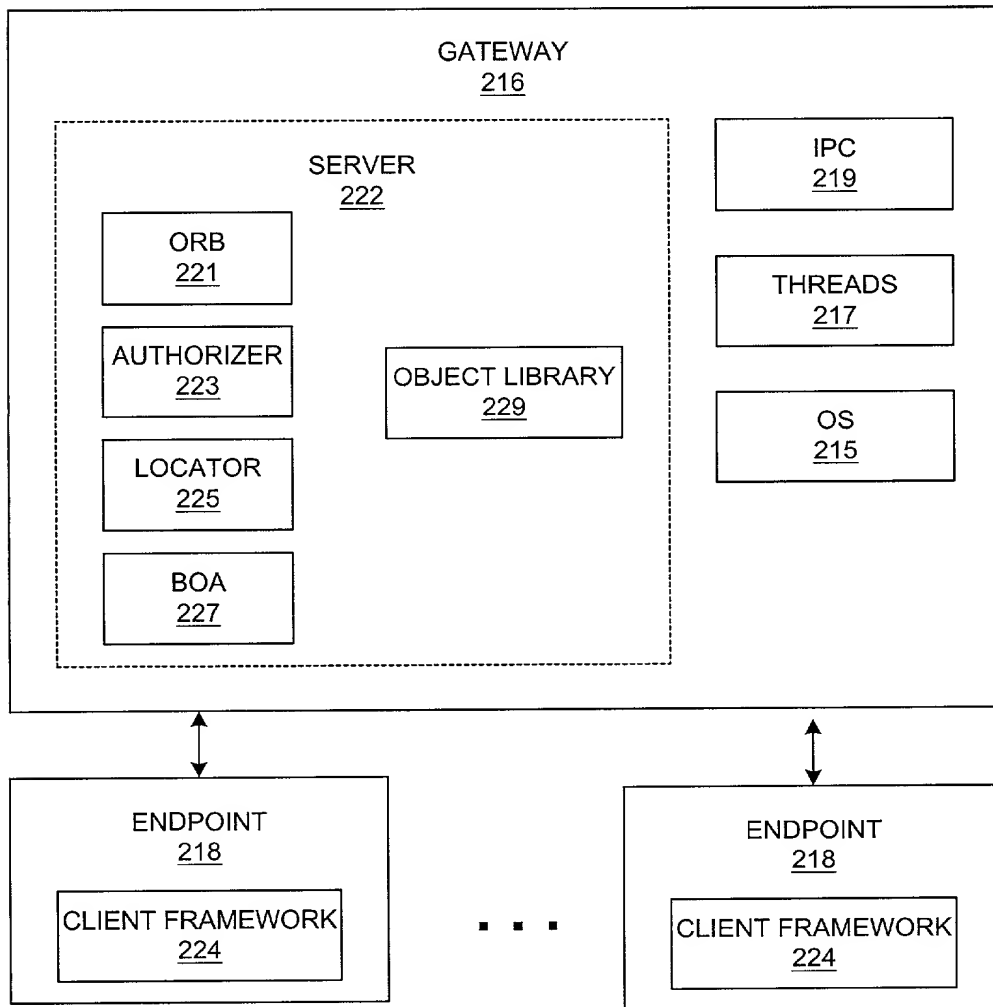 GATEWAY
216
SERVER
222
ORB
221
AUTHORIZER
223
LOCATOR
225
BOA
227
OBJECT LIBRARY
229
IPC
219
THREADS
217
OS
215
ENDPOINT
218
CLIENT FRAMEWORK
224
ENDPOINT
218
CLIENT FRAMEWORK
224